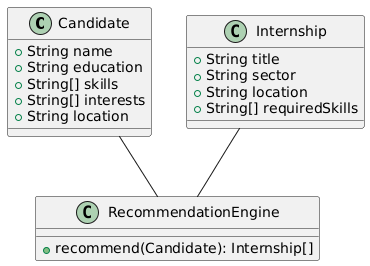 C Candidate
String name
String education
String[] skills
String[] interests
String location
C Internship
String title
String sector
String location
String[] requiredSkills
C RecommendationEngine
recommend(Candidate): Internship[]